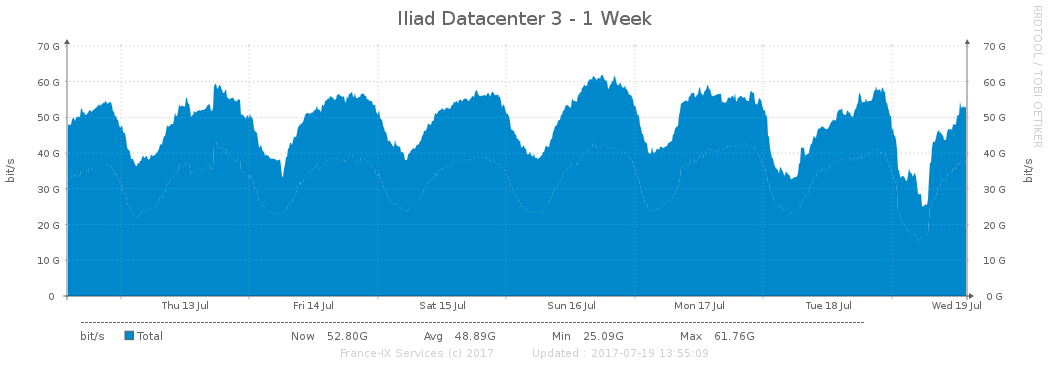 Iliad Datacenter 3 - 1 Week
RRDTOOL / TOBI OETIKER
70 G 70 G
60 G 60 G
50 G 50 G
40 G 40 G
30 G 30 G
20 G 20 G
10 G 10 G
0 0 G
bit/s bit/s
Thu 13 Jul Fri 14 Jul Sat 15 Jul Sun 16 Jul Mon 17 Jul Tue 18 Jul Wed 19 Jul
bit/s Total Now 52.80G Avg 48.89G Min 25.09G Max 61.76G
France-IX Services (c) 2017 Updated : 2017-07-19 13:55:09